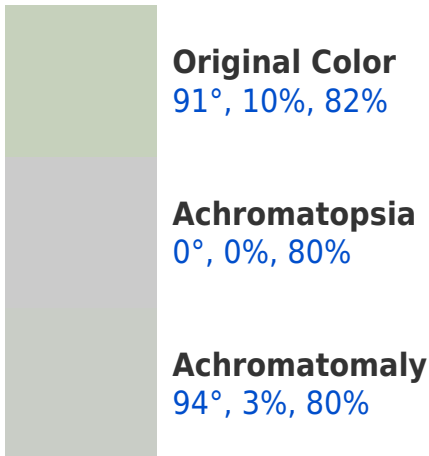 Original Color
91°, 10%, 82%
Achromatopsia
0°, 0%, 80%
Achromatomaly
94°, 3%, 80%